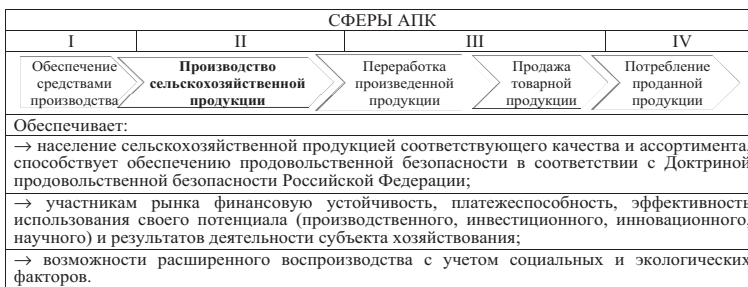 СФЕРЫ АПК
I II III IV
Обеспечение средствами производства
Производство сельскохозяйственной продукции
Переработка произведенной продукции
Продажа товарной продукции
Потребление проданной продукции
Обеспечивает:
→ население сельскохозяйственной продукцией соответствующего качества и ассортимента,
способствует обеспечению продовольственной безопасности в соответствии с Доктриной
продовольственной безопасности Российской Федерации;
→ участникам рынка финансовую устойчивость, платежеспособность, эффективность
использования своего потенциала (производственного, инвестиционного, инновационного,
научного) и результатов деятельности субъекта хозяйствования;
→ возможности расширенного воспроизводства с учетом социальных и экологических
факторов.